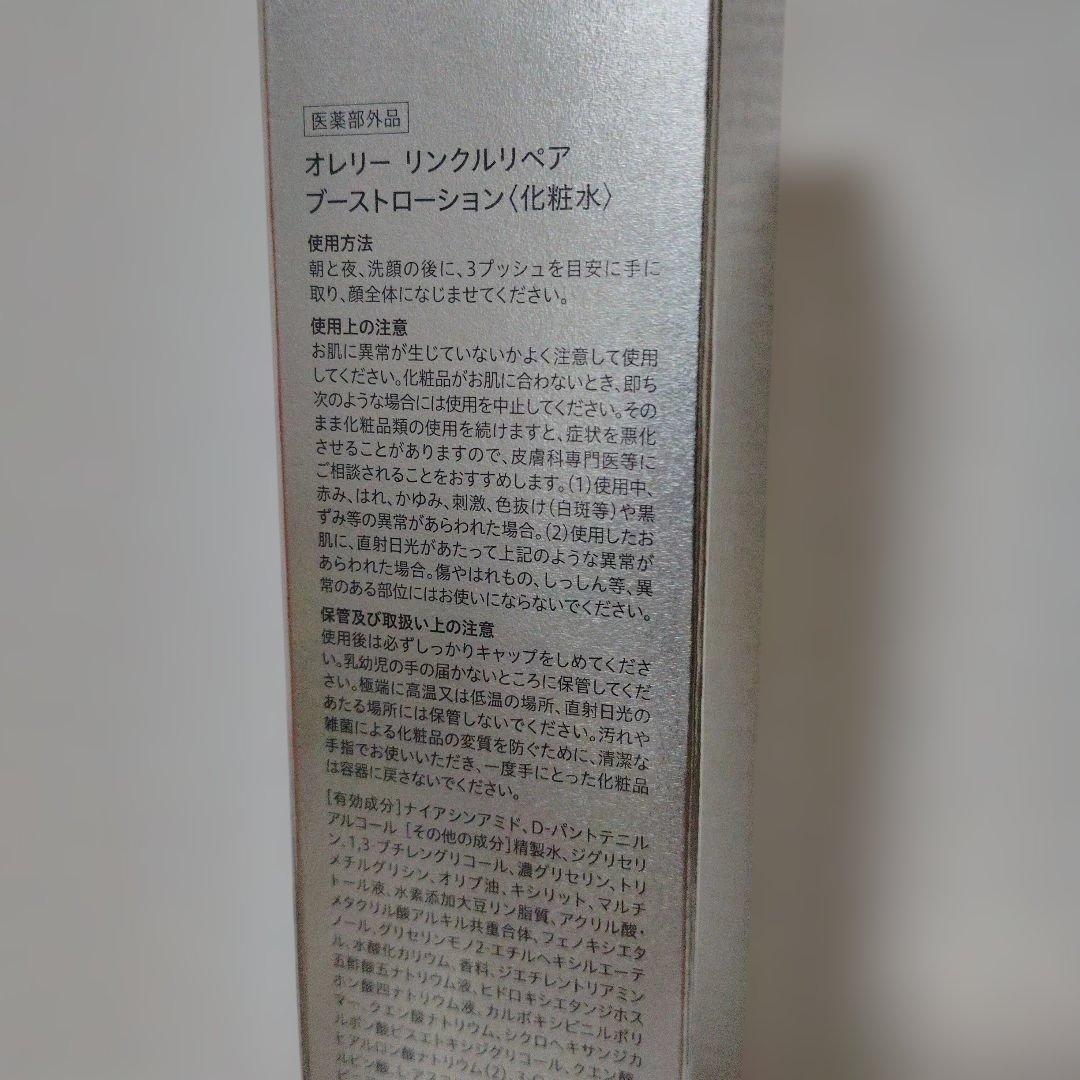 医薬部外品
オレリー リンクルリペア
ブーストローション〈化粧水〉
使用方法
朝と夜、洗顔の後に、3プッシュを目安に手に
取り、顔全体になじませてください。
使用上の注意
お肌に異常が生じていないかよく注意して使用
してください。化粧品がお肌に合わないとき、即ち
次のような場合には使用を中止してください。その
まま化粧品類の使用を続けますと、症状を悪化
させることがありますので、皮膚科専門医等に
ご相談されることをおすすめします。(1)使用中、
赤み、はれ、かゆみ、刺激、色抜け(白斑等)や黒
ずみ等の異常があらわれた場合。(2)使用したお
肌に、直射日光があたって上記のような異常が
あらわれた場合。傷やはれもの、しっしん等、異
常のある部位にはお使いにならないでください。
保管及び取扱い上の注意
使用後は必ずしっかりキャップをしめてくださ
い。乳幼児の手の届かないところに保管してくだ
さい。極端に高温又は低温の場所、直射日光の
あたる場所には保管しないでください。汚れや
雑菌による化粧品の変質を防ぐために、清潔な
手指でお使いいただき、一度手にとった化粧品
は容器に戻さないでください。
[有効成分]ナイアシンアミド、D-パントテニル
アルコール [その他の成分]精製水、ジグリセリ
ン、1,3-ブチレングリコール、濃グリセリン、トリ
メチルグリシン、オリブ油、キシリット、マルチ
トール液、水素添加大豆リン脂質、アクリル酸・
メタクリル酸アルキル共重合体、フェノキシエタ
ノール、グリセリンモノ2-エチルヘキシルエーテ
ル、水酸化カリウム、香料、ジエチレントリアミン
五酢酸五ナトリウム液、ヒドロキシエタンジホス
ホン酸四ナトリウム液、カルボキシビニルポリ
マー、クエン酸ナトリウム、シクロヘキサンジカ
ルボン酸ビスエトキシジグリコール、クエン酸
ヒアルロン酸ナトリウム(2)、
ルビン酸